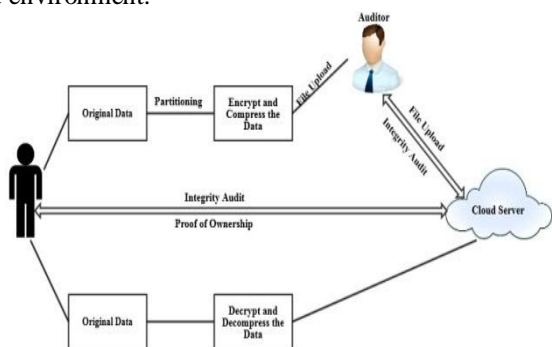 environment.
Auditor
Original Data
Partitioning
Encrypt and
Compress the
Data
File Upload
File Upload
Integrity Audit
Integrity Audit
Proof of Ownership
Cloud Server
Original Data
Decrypt and
Decompress the
Data